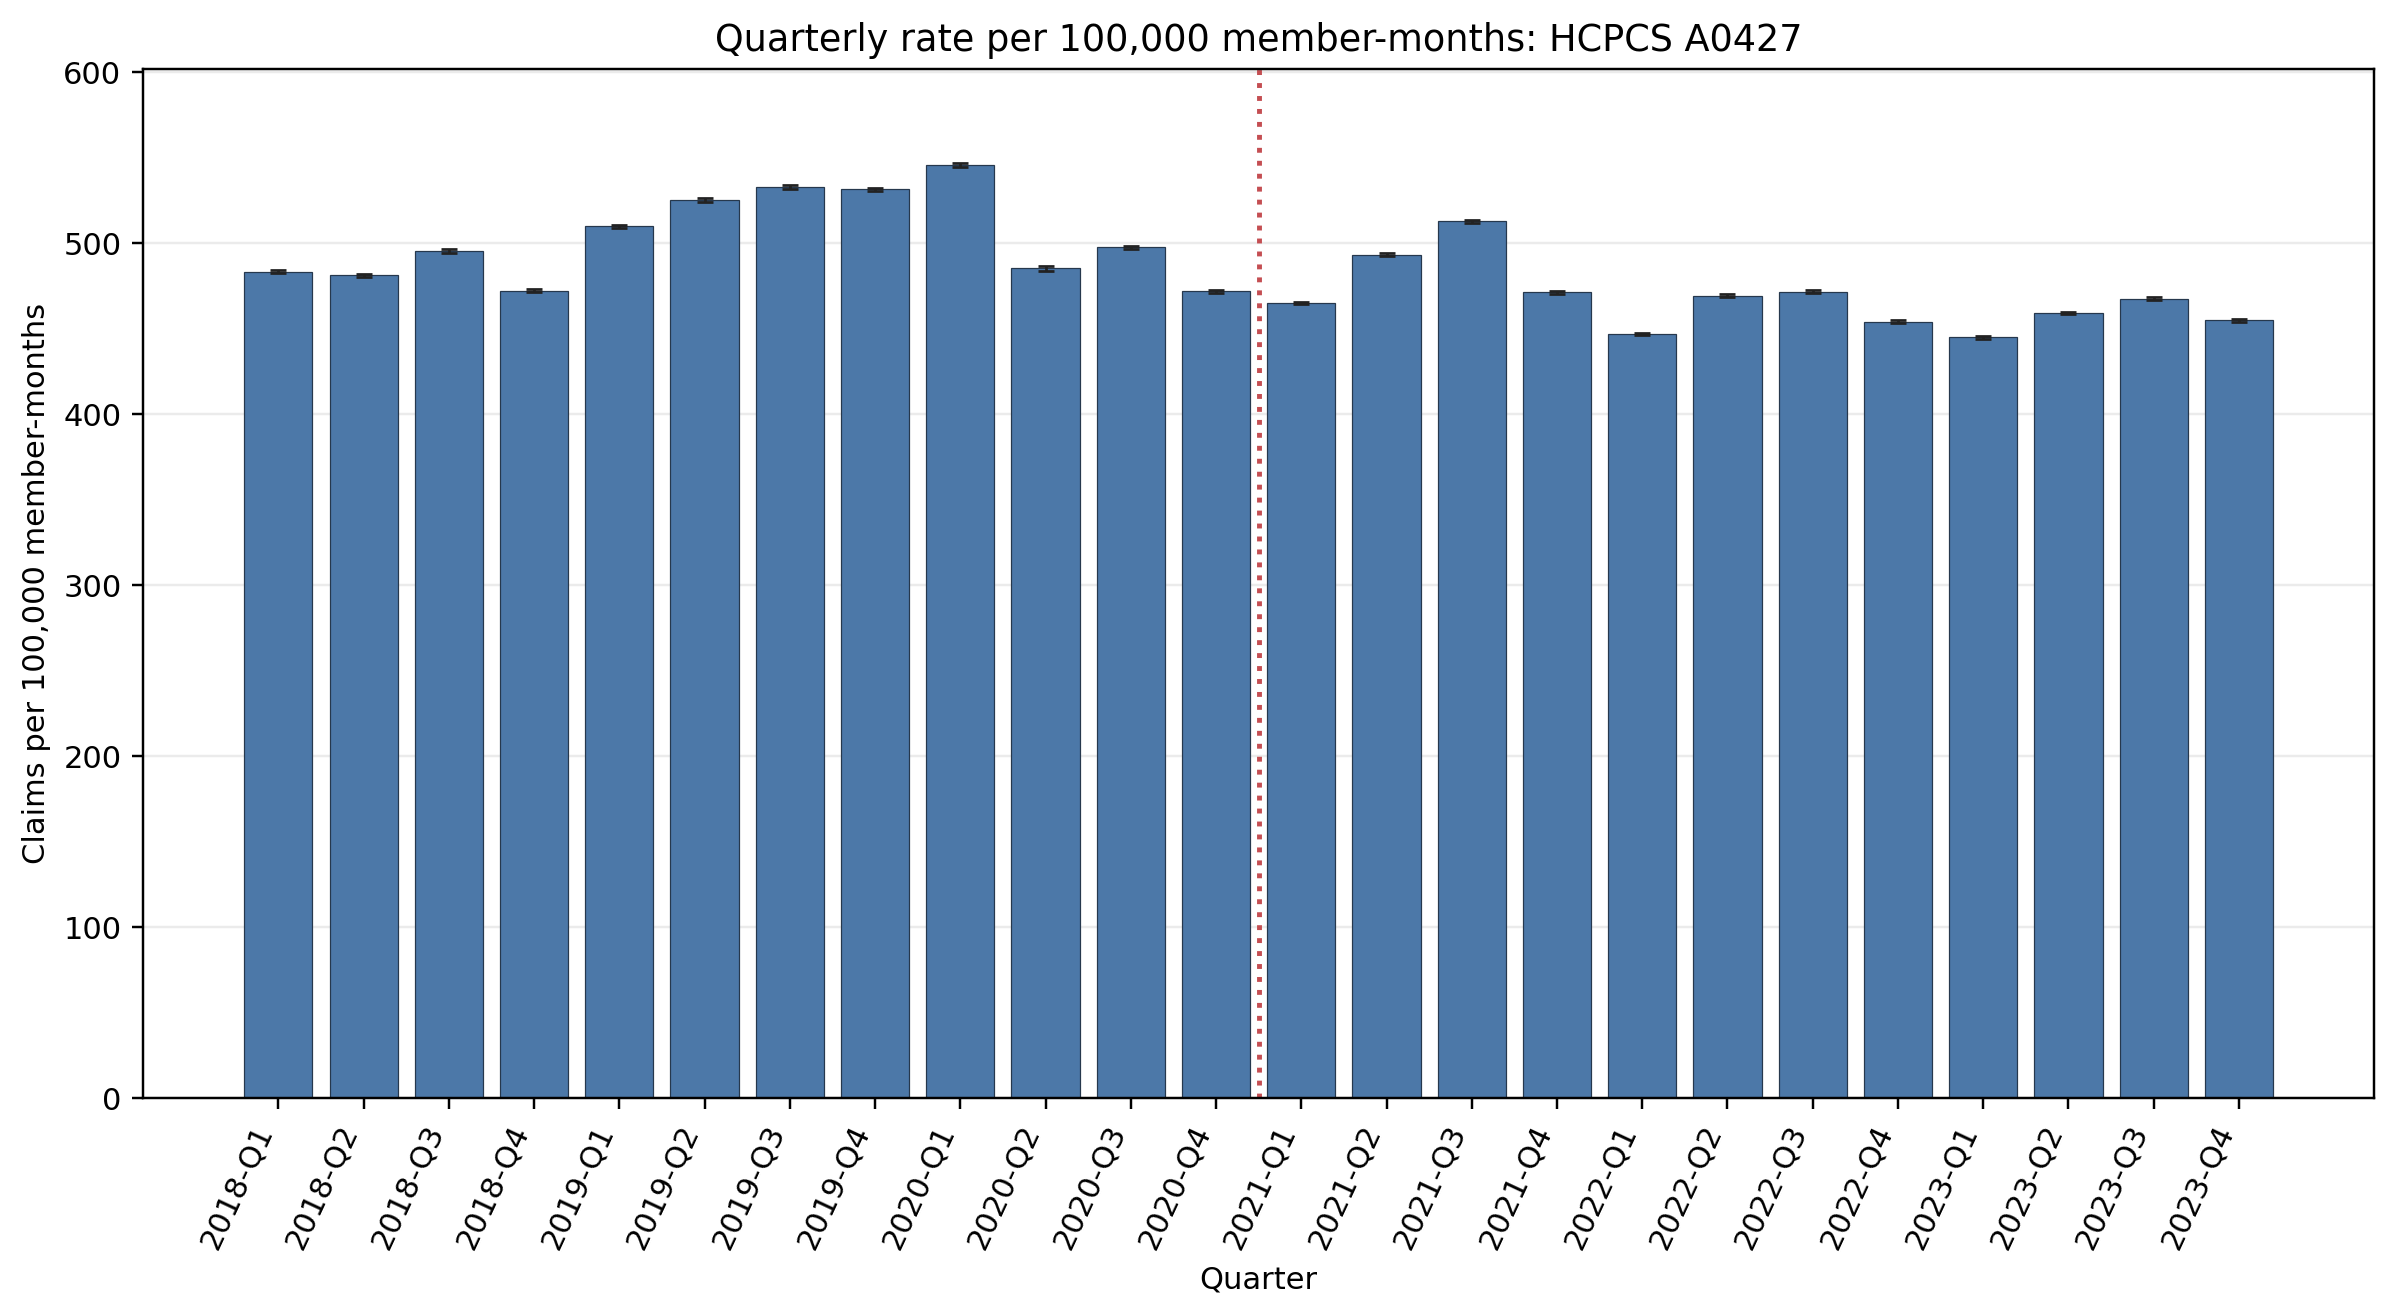 Quarterly rate per 100,000 member-months: HCPCS A0427
Claims per 100,000 member-months
600
500
400
300
200
100
0
2018-Q1
2018-Q2
2018-Q3
2018-Q4
2019-Q1
2019-Q2
2019-Q3
2019-Q4
2020-Q1
2020-Q2
2020-Q3
2020-Q4
2021-Q1
2021-Q2
2021-Q3
2021-Q4
2022-Q1
2022-Q2
2022-Q3
2022-Q4
2023-Q1
2023-Q2
2023-Q3
2023-Q4
Quarter